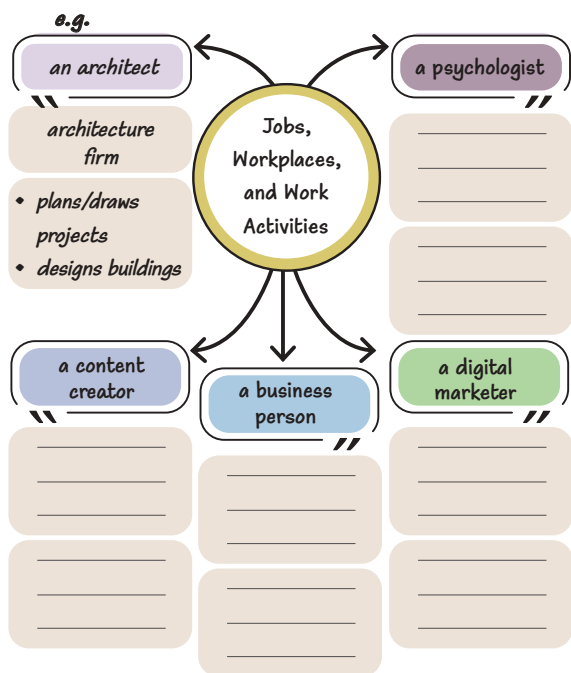 e.g.
an architect
architecture
firm
• plans/draws
projects
• designs buildings
Jobs,
Workplaces,
and Work
Activities
a psychologist
a content
creator
a business
person
a digital
marketer